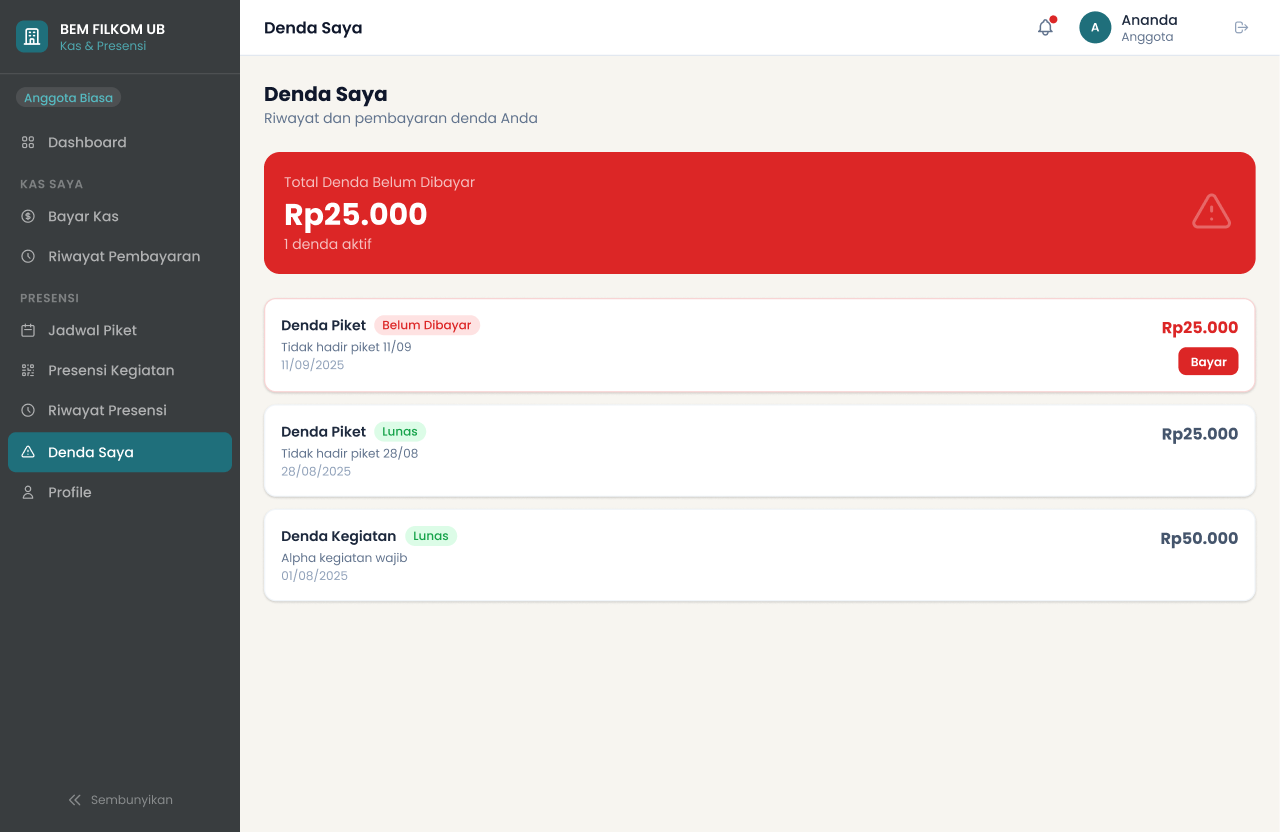 BEM FILKOM UB
Kas & Presensi
Anggota Biasa
Dashboard
KAS SAYA
Bayar Kas
Riwayat Pembayaran
PRESENSI
Jadwal Piket
Presensi Kegiatan
Riwayat Presensi
Denda Saya
Profile
Sembunyikan
Denda Saya
A
Ananda
Anggota
Denda Saya
Riwayat dan pembayaran denda Anda
Total Denda Belum Dibayar
Rp25.000
1 denda aktif
Denda Piket Belum Dibayar
Rp25.000
Tidak hadir piket 11/09
11/09/2025
Bayar
Denda Piket Lunas
Rp25.000
Tidak hadir piket 28/08
28/08/2025
Denda Kegiatan Lunas
Rp50.000
Alpha kegiatan wajib
01/08/2025